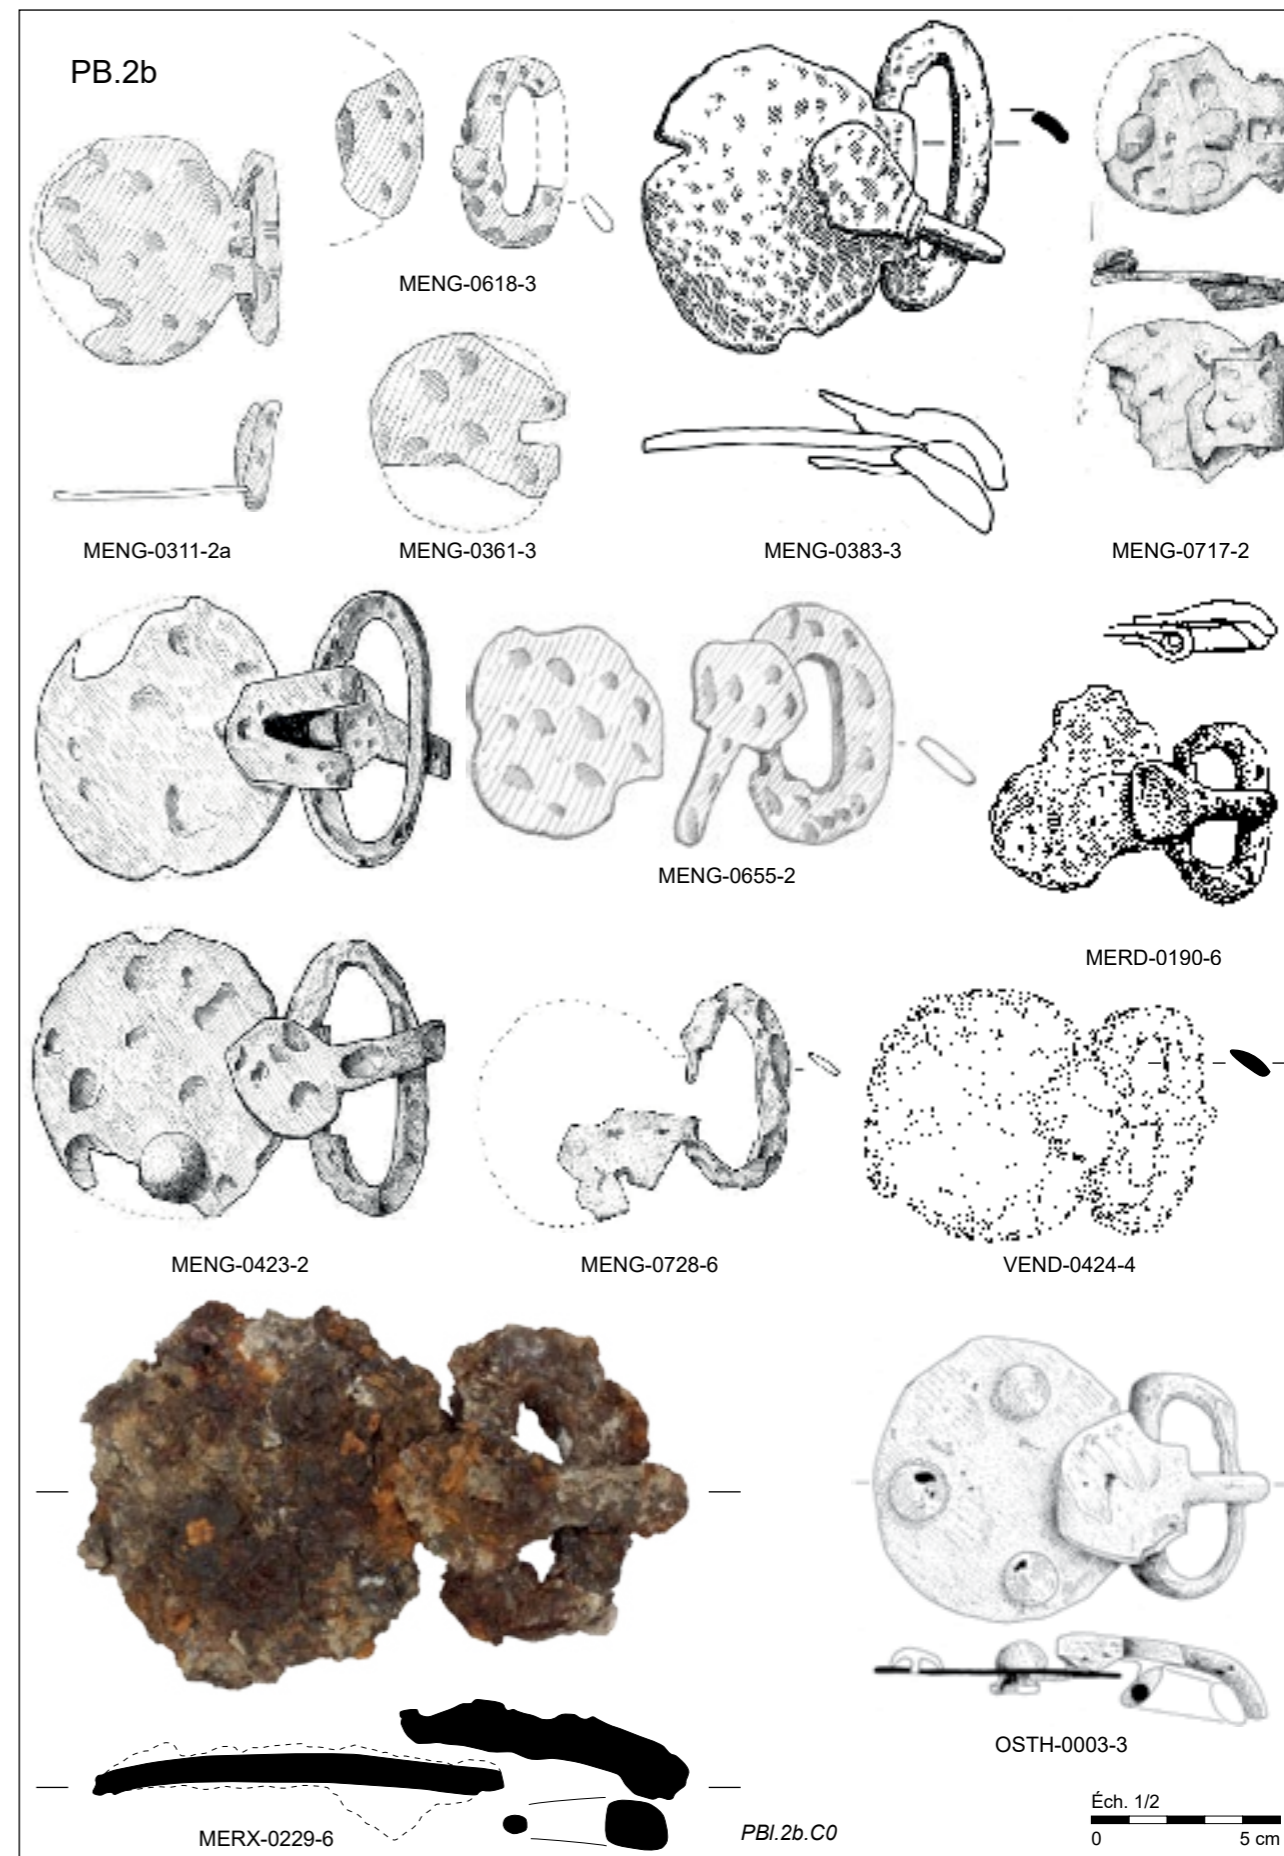 PB.2b
MENG-0618-3
MENG-0311-2a
MENG-0361-3
MENG-0383-3
MENG-0717-2
MENG-0655-2
MERD-0190-6
MENG-0423-2
MENG-0728-6
VEND-0424-4
OSTH-0003-3
MERX-0229-6
PBl.2b.C0
Éch. 1/2
0 5 cm